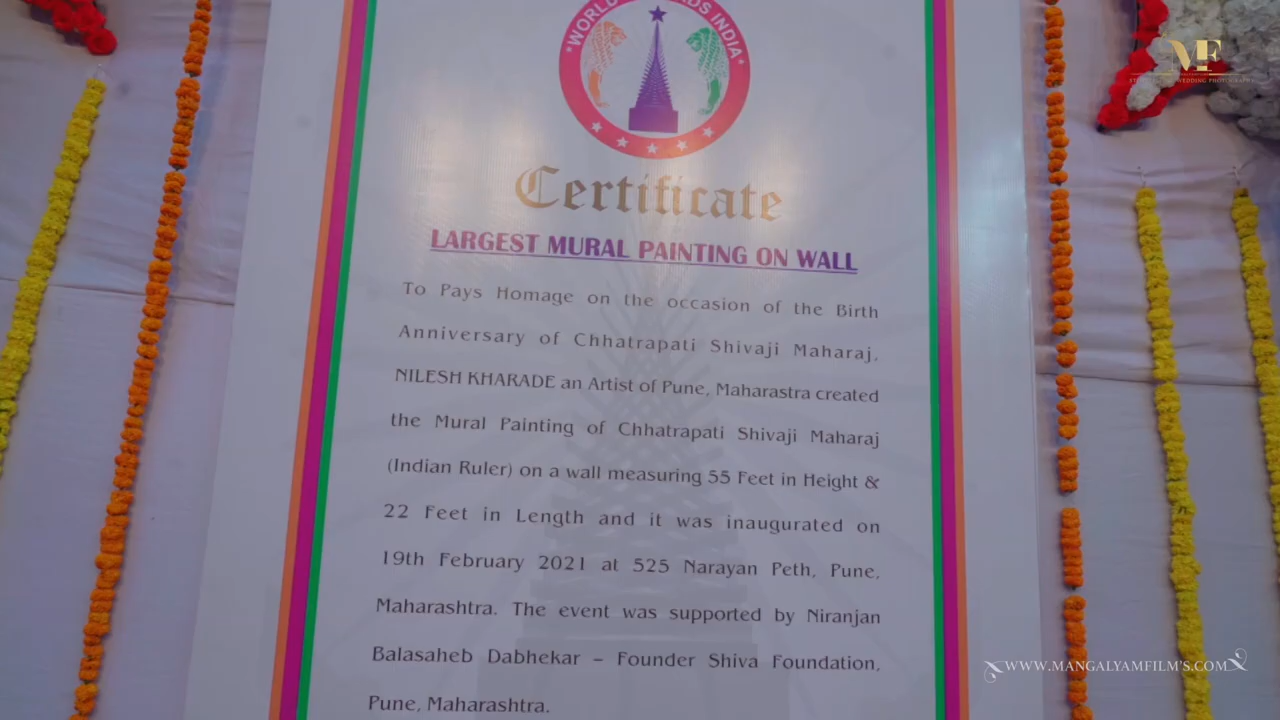 WORLD RECORDS INDIA
MF
WEDDING PHOTOGRAPHY
Certificate
LARGEST MURAL PAINTING ON WALL
To Pays Homage on the occasion of the Birth
Anniversary of Chhatrapati Shivaji Maharaj,
NILESH KHARADE an Artist of Pune, Maharastra created
the Mural Painting of Chhatrapati Shivaji Maharaj
(Indian Ruler) on a wall measuring 55 Feet in Height &
22 Feet in Length and it was inaugurated on
19th February 2021 at 525 Narayan Peth, Pune,
Maharashtra. The event was supported by Niranjan
Balasaheb Dabhekar – Founder Shiva Foundation,
Pune, Maharashtra.
WWW.MANGALYAMFILM'S.COM